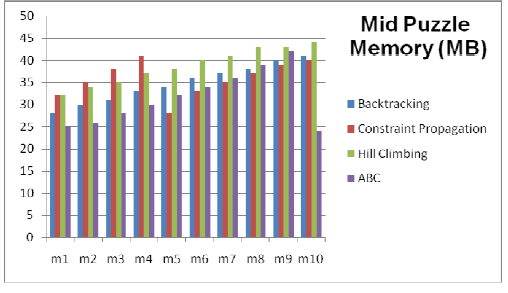 Mid Puzzle
Memory (MB)
50
45
40
35
30
25
20
15
10
5
0
m1 m2 m3 m4 m5 m6 m7 m8 m9 m10
Backtracking
Constraint Propagation
Hill Climbing
ABC